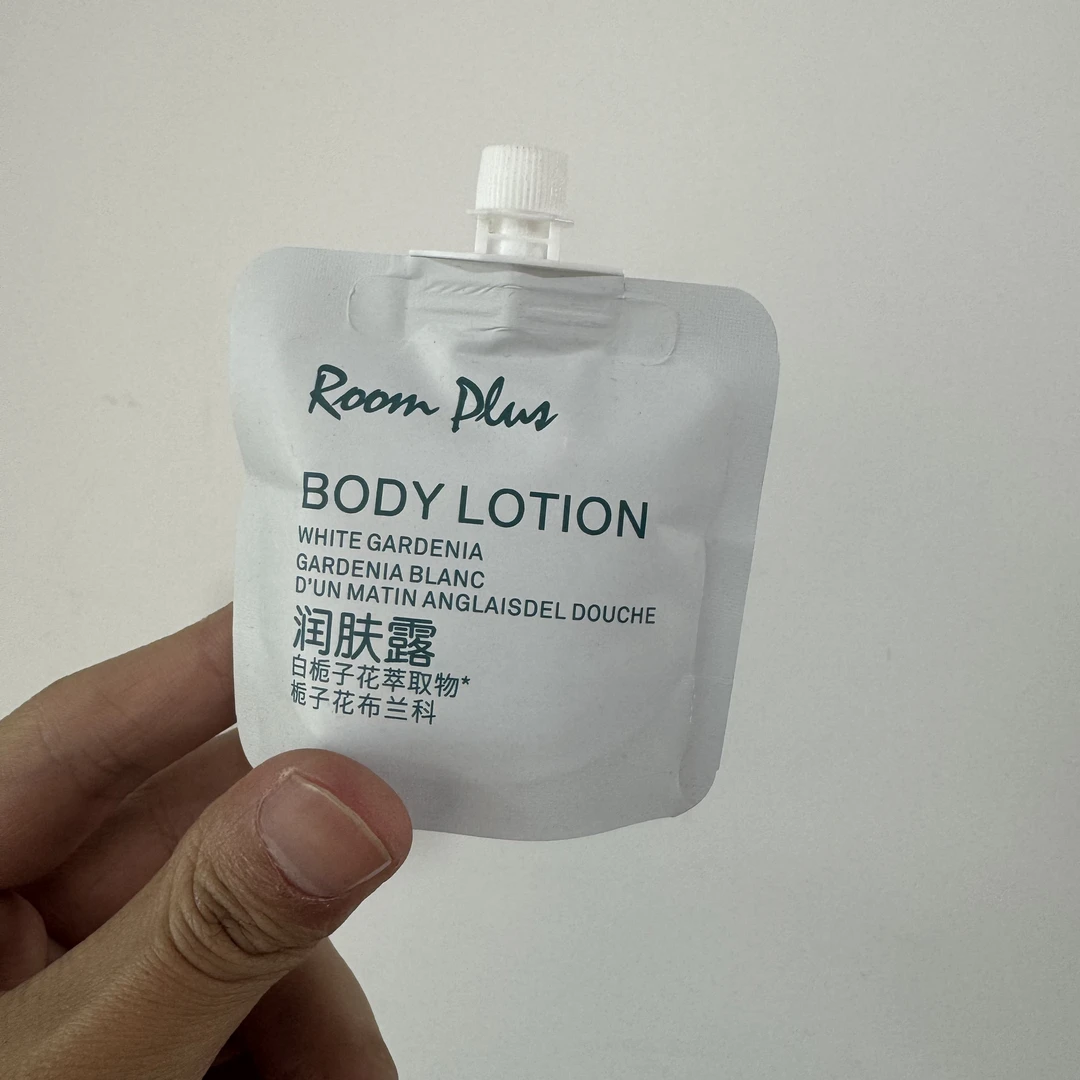 Room Plus
BODY LOTION
WHITE GARDENIA
GARDENIA BLANC
D'UN MATIN ANGLAISDEL DOUCHE
润肤露
白栀子花萃取物*
栀子花布兰科